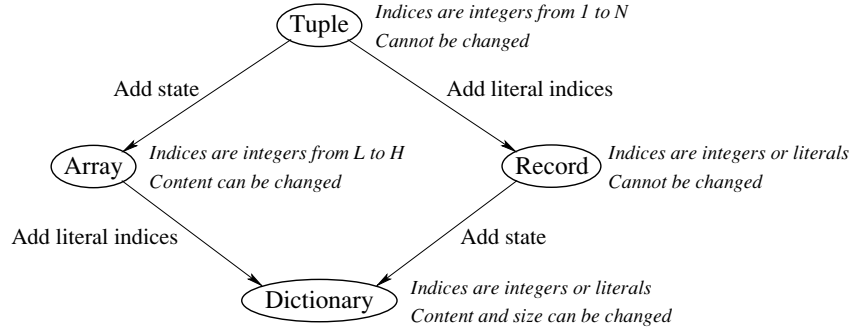 Tuple
Indices are integers from 1 to N
Cannot be changed
Add state
Add literal indices
Array
Indices are integers from L to H
Content can be changed
Record
Indices are integers or literals
Cannot be changed
Add literal indices
Add state
Dictionary
Indices are integers or literals
Content and size can be changed